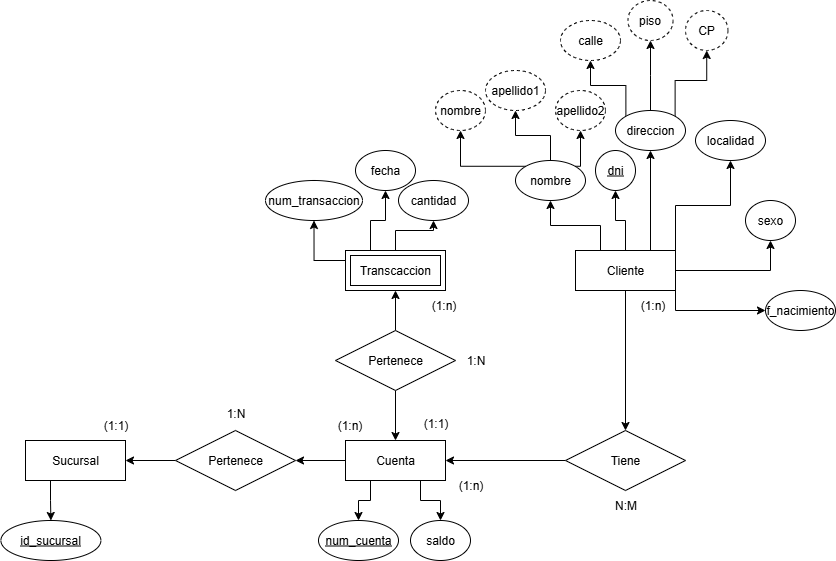 piso
CP
calle
apellido1
nombre
apellido2
direccion
localidad
dni
nombre
fecha
num_transaccion
cantidad
sexo
Transcaccion
Cliente
(1:n)
(1:n)
f_nacimiento
Pertenece
1:N
1:N
(1:1)
(1:n)
(1:1)
Sucursal
Pertenece
Cuenta
Tiene
(1:n)
N:M
id_sucursal
num_cuenta
saldo